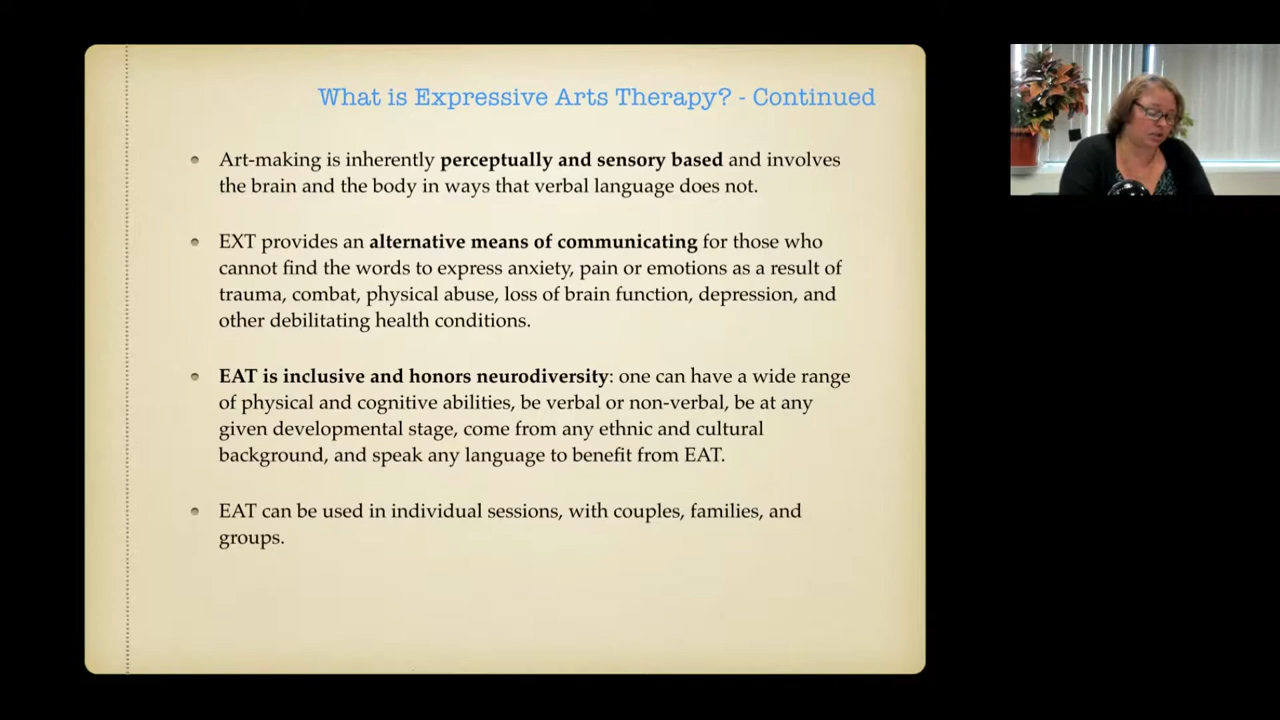 What is Expressive Arts Therapy? - Continued
Art-making is inherently perceptually and sensory based and involves
the brain and the body in ways that verbal language does not.
EXT provides an alternative means of communicating for those who
cannot find the words to express anxiety, pain or emotions as a result of
trauma, combat, physical abuse, loss of brain function, depression, and
other debilitating health conditions.
EAT is inclusive and honors neurodiversity: one can have a wide range
of physical and cognitive abilities, be verbal or non-verbal, be at any
given developmental stage, come from any ethnic and cultural
background, and speak any language to benefit from EAT.
EAT can be used in individual sessions, with couples, families, and
groups.